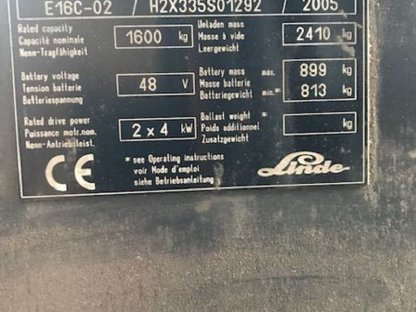 E16C-02 / H2X335S01292 / 2005
Rated capacity
Capacité nominale 1600 kg
Nenn-Tragfähigkeit
Unladen mass
Masse à vide 2410 kg
Leergewicht
Battery voltage
Tension batterie 48 V
Batteriespannung
Battery mass max. 899 kg
Masse batterie
Batteriegewicht min.* 813 kg
Rated drive power
Puissance motr.nom. 2 x 4 kW
Nenn-Antriebsleist.
Ballast weight *
Poids additionnel kg
Zusatzgewicht
* see Operating instructions
voir Mode d'emploi
siehe Betriebsanleitung
CE
Linde